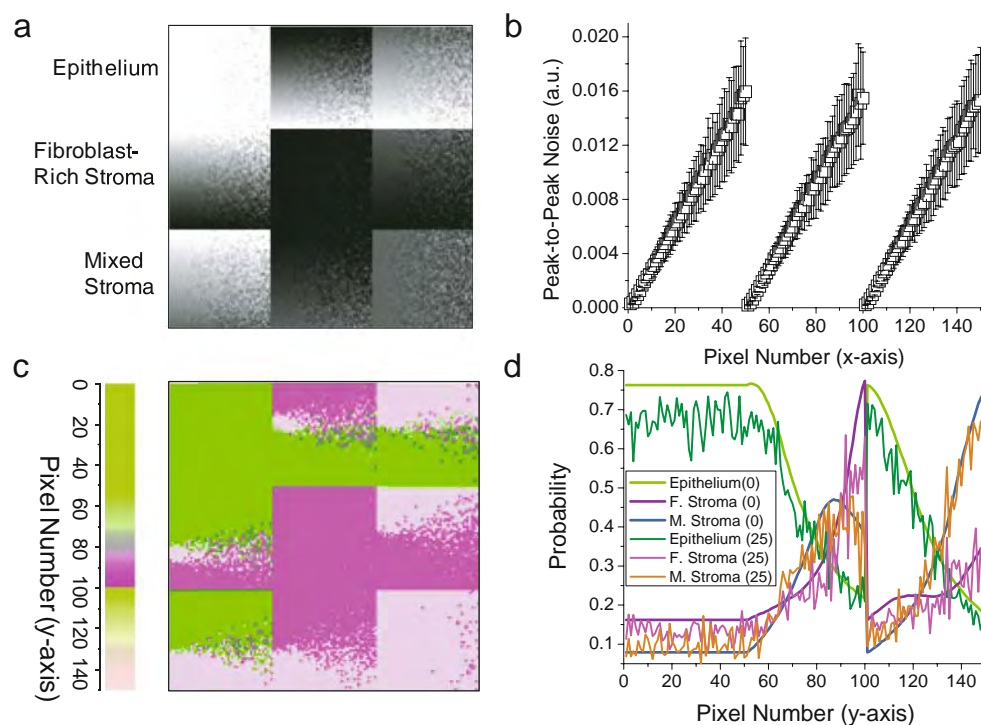 a
Epithelium
Fibroblast-
Rich Stroma
Mixed
Stroma
b
Peak-to-Peak Noise (a.u.)
0.020
0.016
0.012
0.008
0.004
0.000
0 20 40 60 80 100 120 140
Pixel Number (x-axis)
c
Pixel Number (y-axis)
0
20
40
60
80
100
120
140
d
Probability
0.8
0.7
0.6
0.5
0.4
0.3
0.2
0.1
Epithelium(0)
F. Stroma (0)
M. Stroma (0)
Epithelium (25)
F. Stroma (25)
M. Stroma (25)
0 20 40 60 80 100 120 140
Pixel Number (y-axis)